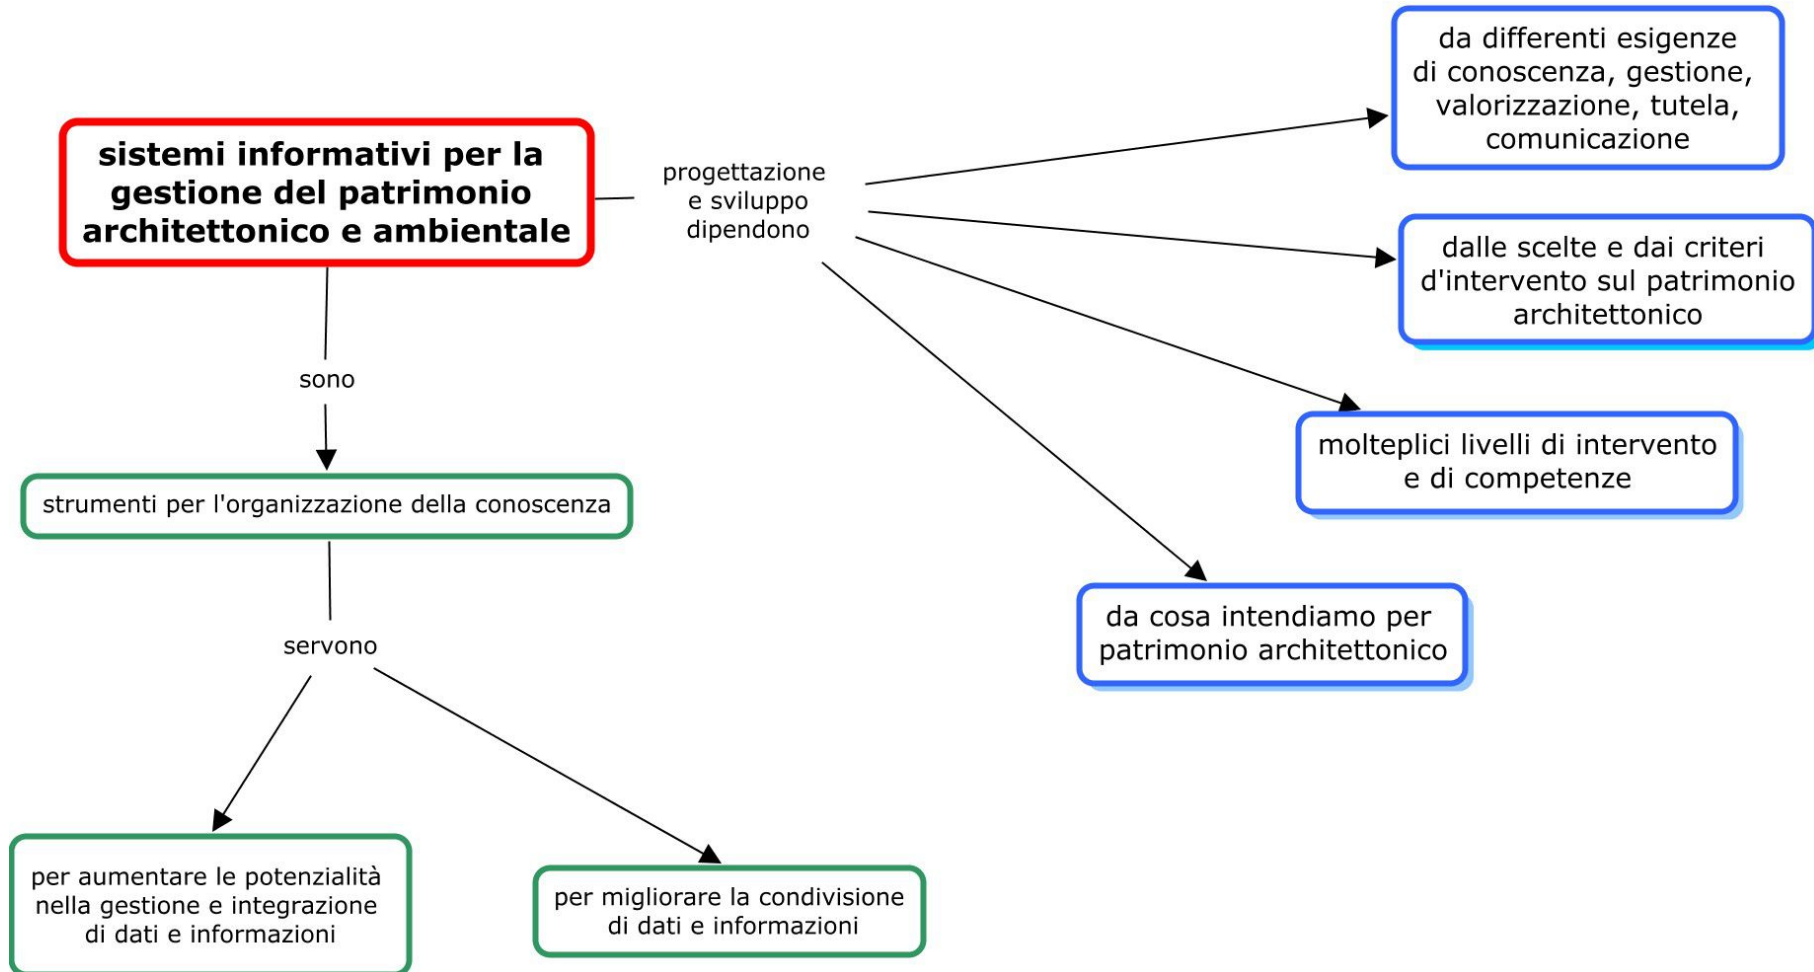 sistemi informativi per la
gestione del patrimonio
architettonico e ambientale
progettazione
e sviluppo
dipendono
da differenti esigenze
di conoscenza, gestione,
valorizzazione, tutela,
comunicazione
dalle scelte e dai criteri
d'intervento sul patrimonio
architettonico
molteplici livelli di intervento
e di competenze
da cosa intendiamo per
patrimonio architettonico
sono
strumenti per l'organizzazione della conoscenza
servono
per aumentare le potenzialità
nella gestione e integrazione
di dati e informazioni
per migliorare la condivisione
di dati e informazioni